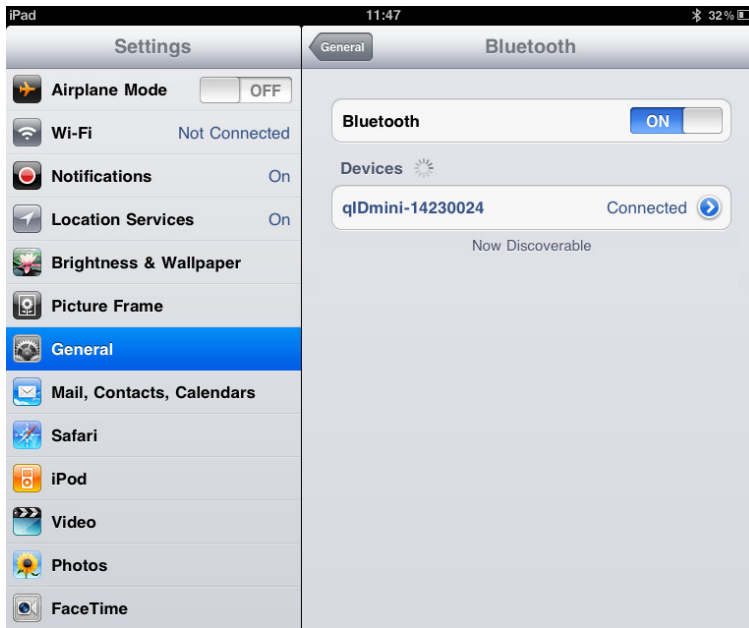 iPad 11:47 32%
Settings
Airplane Mode OFF
Wi-Fi Not Connected
Notifications On
Location Services On
Brightness & Wallpaper
Picture Frame
General
Mail, Contacts, Calendars
Safari
iPod
Video
Photos
FaceTime
General Bluetooth
Bluetooth ON
Devices
qIDmini-14230024 Connected
Now Discoverable